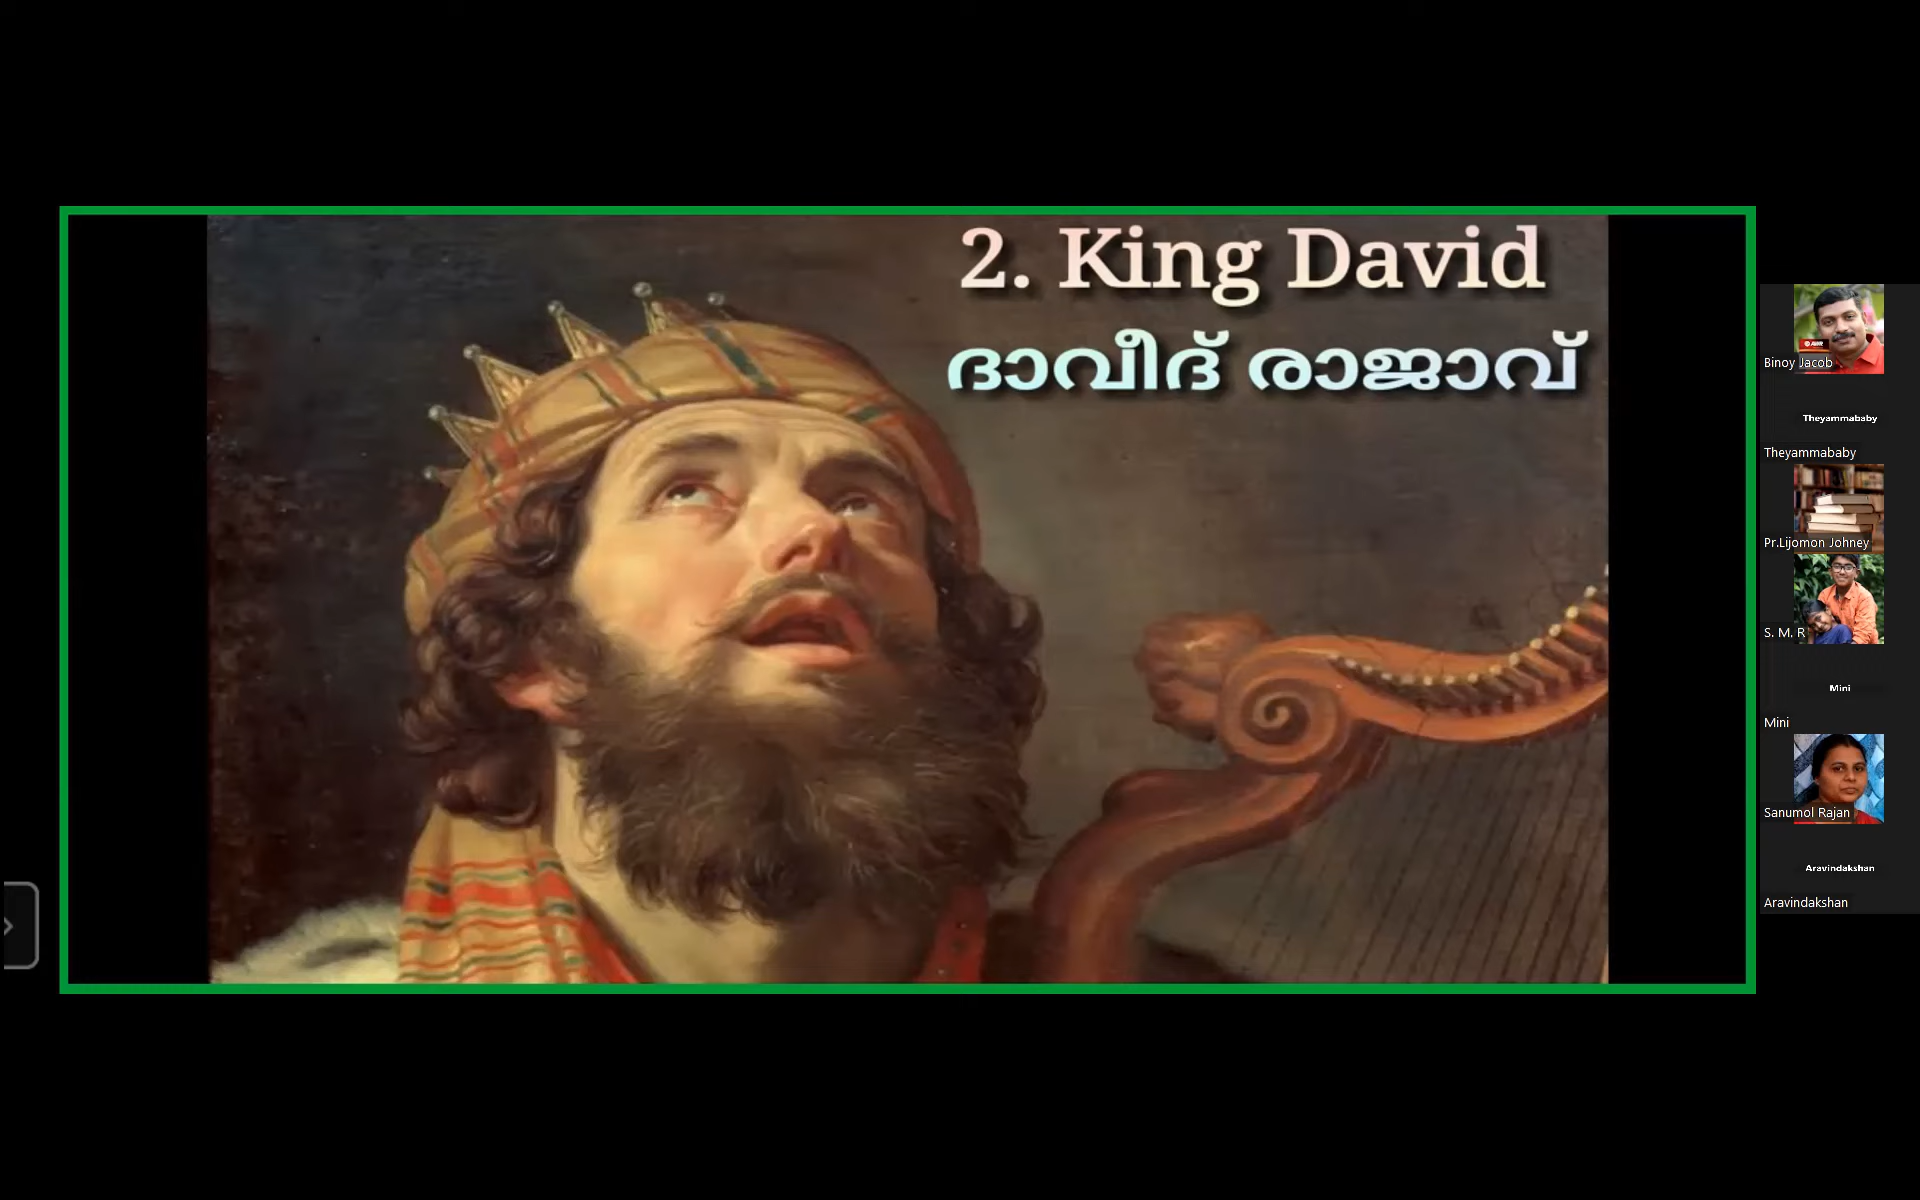 2. King David
ദാവീദ് രാജാവ്
Binoy Jacob
Theyammababy
Theyammababy
Pr.Lijomon Johney
S. M. R
Mini
Mini
Sanumol Rajan
Aravindakshan
Aravindakshan